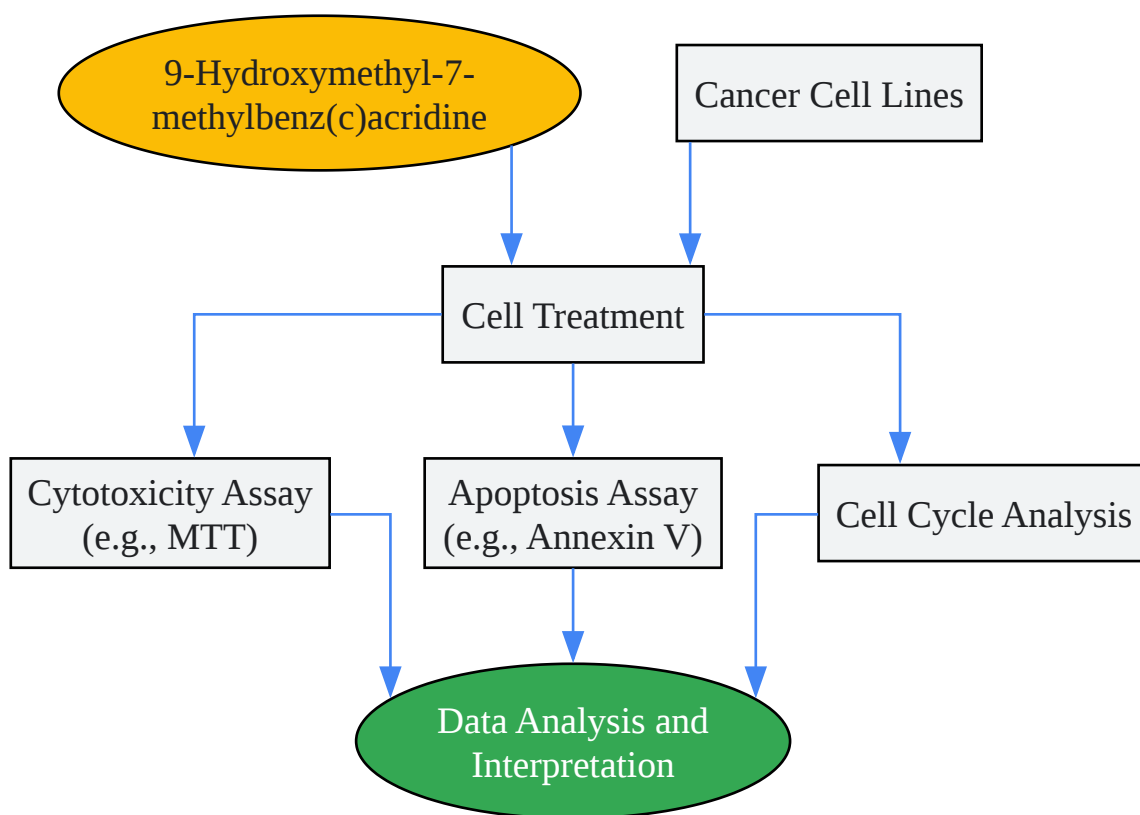 9-Hydroxymethyl-7-
methylbenz(c)acridine
Cancer Cell Lines
Cell Treatment
Cytotoxicity Assay
(e.g., MTT)
Apoptosis Assay
(e.g., Annexin V)
Cell Cycle Analysis
Data Analysis and
Interpretation